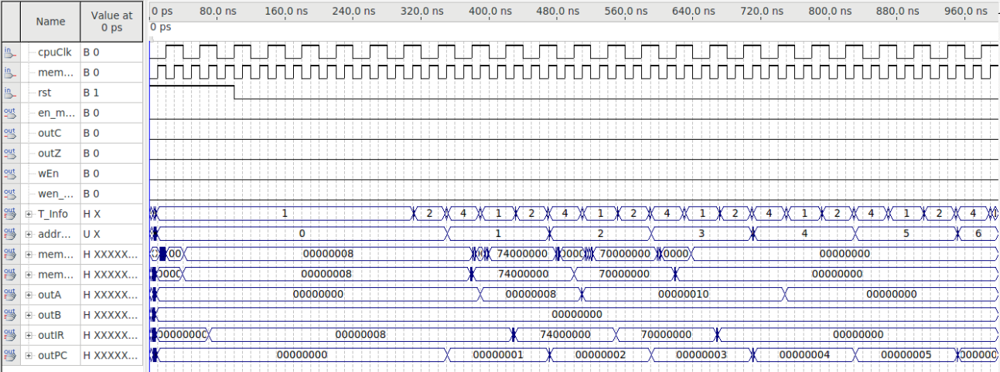 Name Value at 0 ps 0 ps 80.0 ns 160.0 ns 240.0 ns 320.0 ns 400.0 ns 480.0 ns 560.0 ns 640.0 ns 720.0 ns 800.0 ns 880.0 ns 960.0 ns
0 ps
in cpuClk B 0
in mem... B 0
in rst B 1
out en_m... B 0
out outC B 0
out outZ B 0
out wEn B 0
out wen_... B 0
out T_Info H X 1 2 4 1 2 4 1 2 4 1 2 4 1 2 4 1 2 4
out addr... U X 0 1 2 3 4 5 6
out mem... H XXXXX... 00000008 74000000 70000000 00000000
out mem... H XXXXX... 00000008 74000000 70000000 00000000
out outA H XXXXX... 00000000 00000008 00000010 00000000
out outB H XXXXX... 00000000
out outIR H XXXXX... 00000008 74000000 70000000 00000000
out outPC H XXXXX... 00000000 00000001 00000002 00000003 00000004 00000005